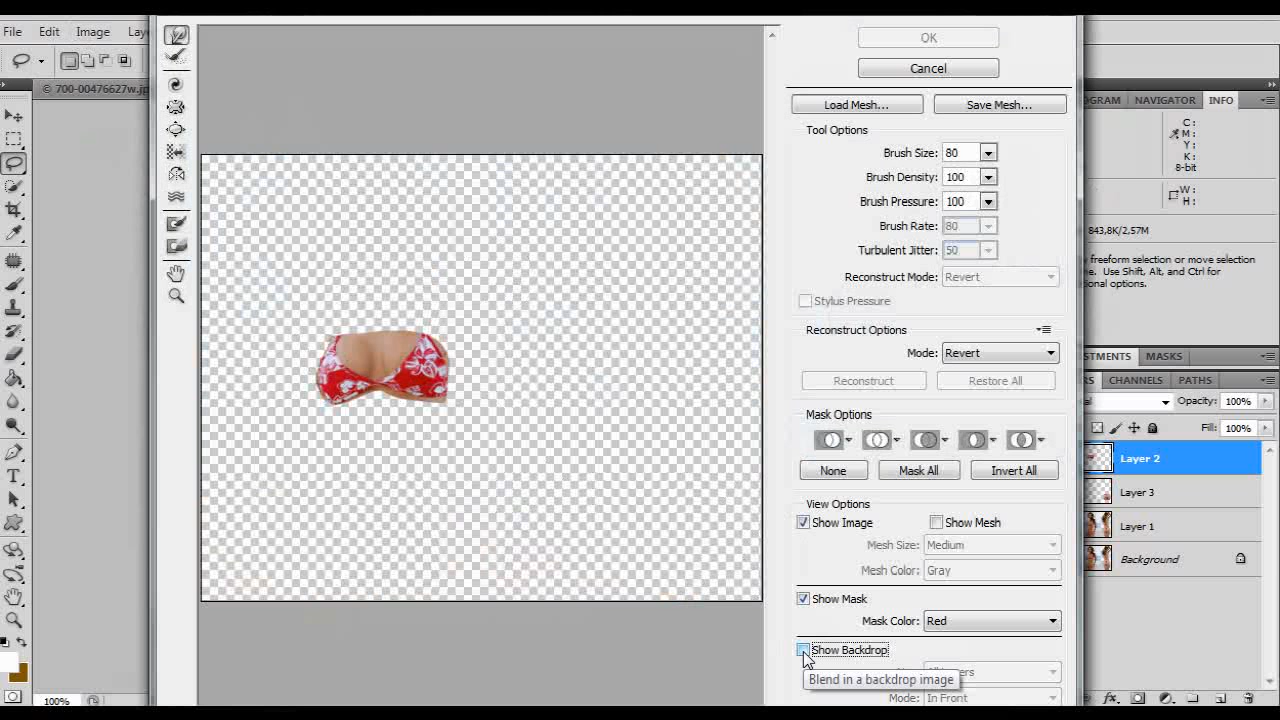 File Edit Image
© 700-00476627w.jp
OK
Cancel
Load Mesh... Save Mesh...
Tool Options
Brush Size: 80
Brush Density: 100
Brush Pressure: 100
Brush Rate: 80
Turbulent Jitter: 50
Reconstruct Mode: Revert
Stylus Pressure
Reconstruct Options
Mode: Revert
Reconstruct Restore All
Mask Options
None Mask All Invert All
View Options
Show Image Show Mesh
Mesh Size: Medium
Mesh Color: Gray
Show Mask
Mask Color: Red
Show Backdrop
Blend in a backdrop image
Mode: In Front
100%
NAVIGATOR INFO
C:
M:
Y:
K:
8-bit
W:
H:
843,8K/2,57M
freeform selection or move selection
Use Shift, Alt, and Ctrl for
MASKS
CHANNELS PATHS
Opacity: 100%
Fill: 100%
Layer 2
Layer 3
Layer 1
Background